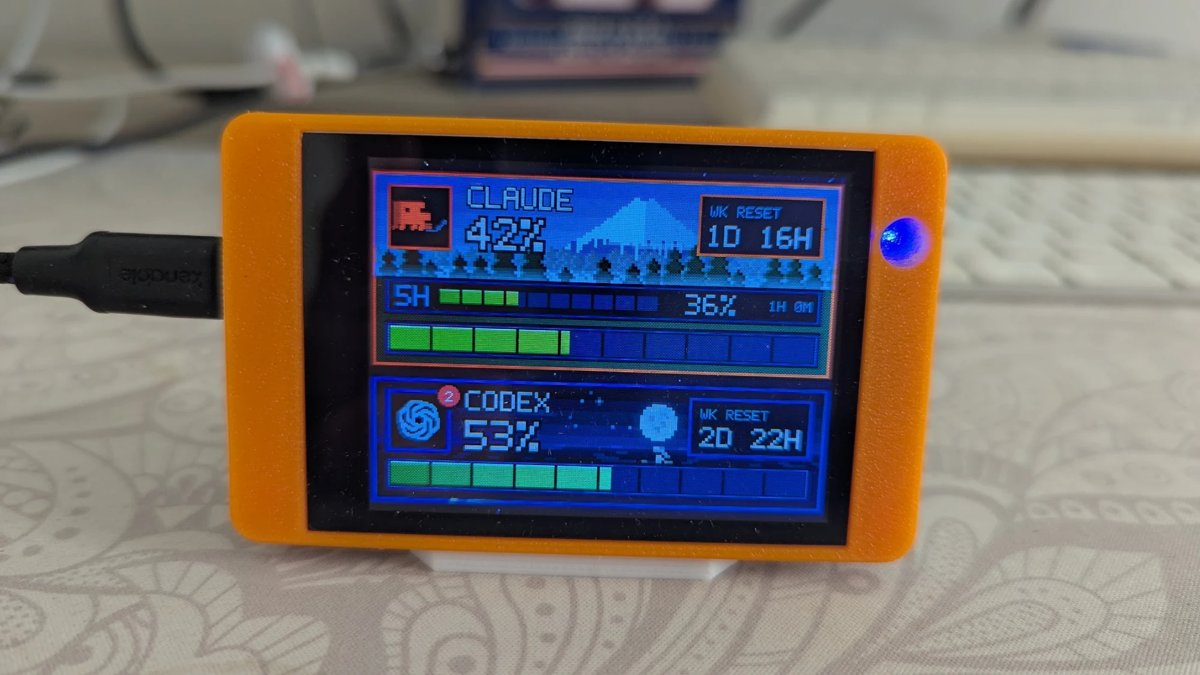 CLAUDE
42%
WK RESET
1D 16H
5H
36%
1H 0M
2
CODEX
53%
WK RESET
2D 22H